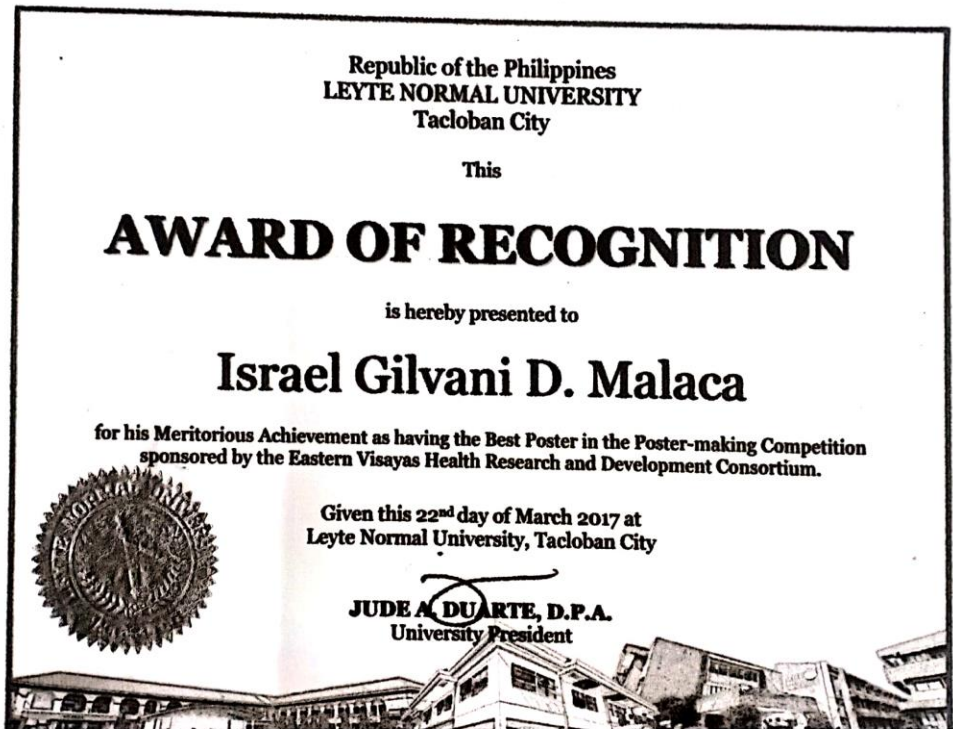 Republic of the Philippines
LEYTE NORMAL UNIVERSITY
Tacloban City
This
AWARD OF RECOGNITION
is hereby presented to
Israel Gilvani D. Malaca
for his Meritorious Achievement as having the Best Poster in the Poster-making Competition
sponsored by the Eastern Visayas Health Research and Development Consortium.
Given this 22nd day of March 2017 at
Leyte Normal University, Tacloban City
JUDE A. DUARTE, D.P.A.
University President
NORMAL UNIV